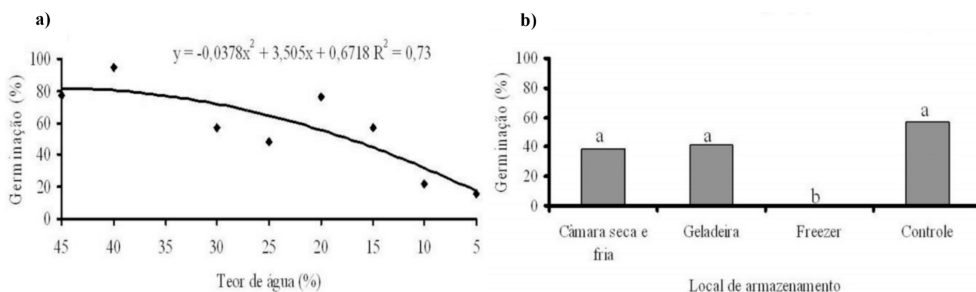 a)
y = -0,0378x² + 3,505x + 0,6718 R² = 0,73
Germinação (%)
100
80
60
40
20
0
45 40 30 25 20 15 10 5
Teor de água (%)
b)
Germinação (%)
100
80
60
40
20
0
a a b a
Câmara seca e fria Geladeira Freezer Controle
Local de armazenamento